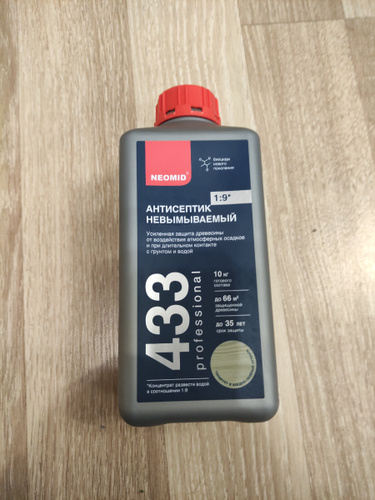 NEOMID®
Биоциды
нового
поколения
1:9*
АНТИСЕПТИК
НЕВЫМЫВАЕМЫЙ
Усиленная защита древесины
от воздействия атмосферных осадков
и при длительном контакте
с грунтом и водой
433
professional
10 кг
готового
состава
до 66 м²
защищенной
древесины
до 35 лет
срок защиты
*Концентрат развести водой
в соотношении 1:9